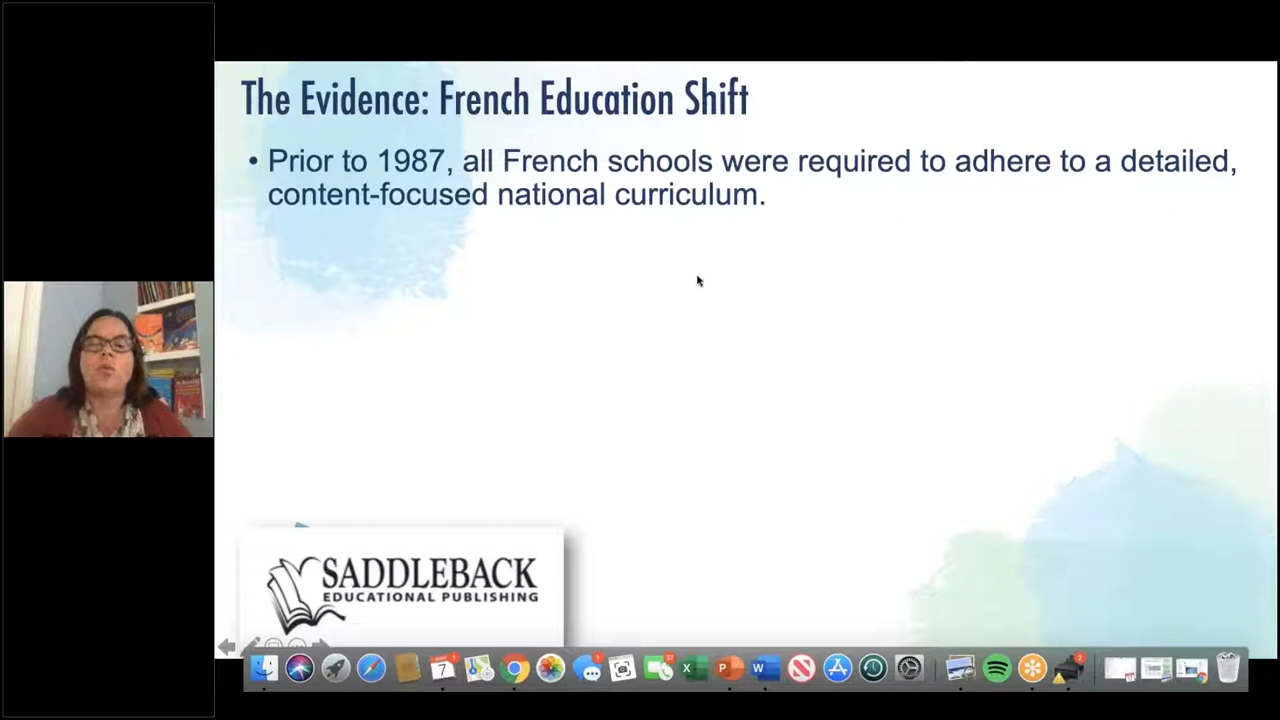 The Evidence: French Education Shift
• Prior to 1987, all French schools were required to adhere to a detailed,
content-focused national curriculum.
SADDLEBACK
EDUCATIONAL PUBLISHING
7